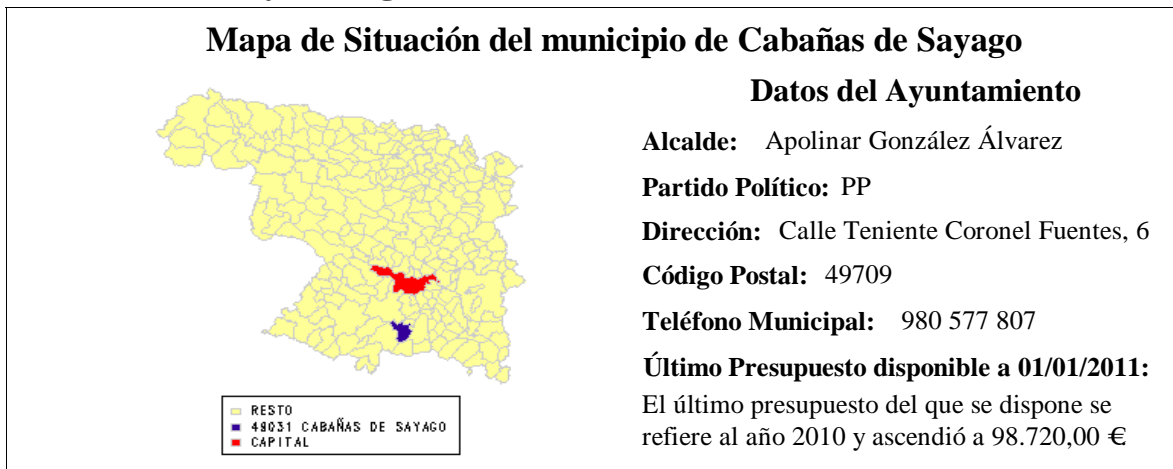 Mapa de Situación del municipio de Cabañas de Sayago
Datos del Ayuntamiento
Alcalde: Apolinar González Álvarez
Partido Político: PP
Dirección: Calle Teniente Coronel Fuentes, 6
Código Postal: 49709
Teléfono Municipal: 980 577 807
Último Presupuesto disponible a 01/01/2011:
El último presupuesto del que se dispone se
refiere al año 2010 y ascendió a 98.720,00 €
RESTO
49031 CABAÑAS DE SAYAGO
CAPITAL